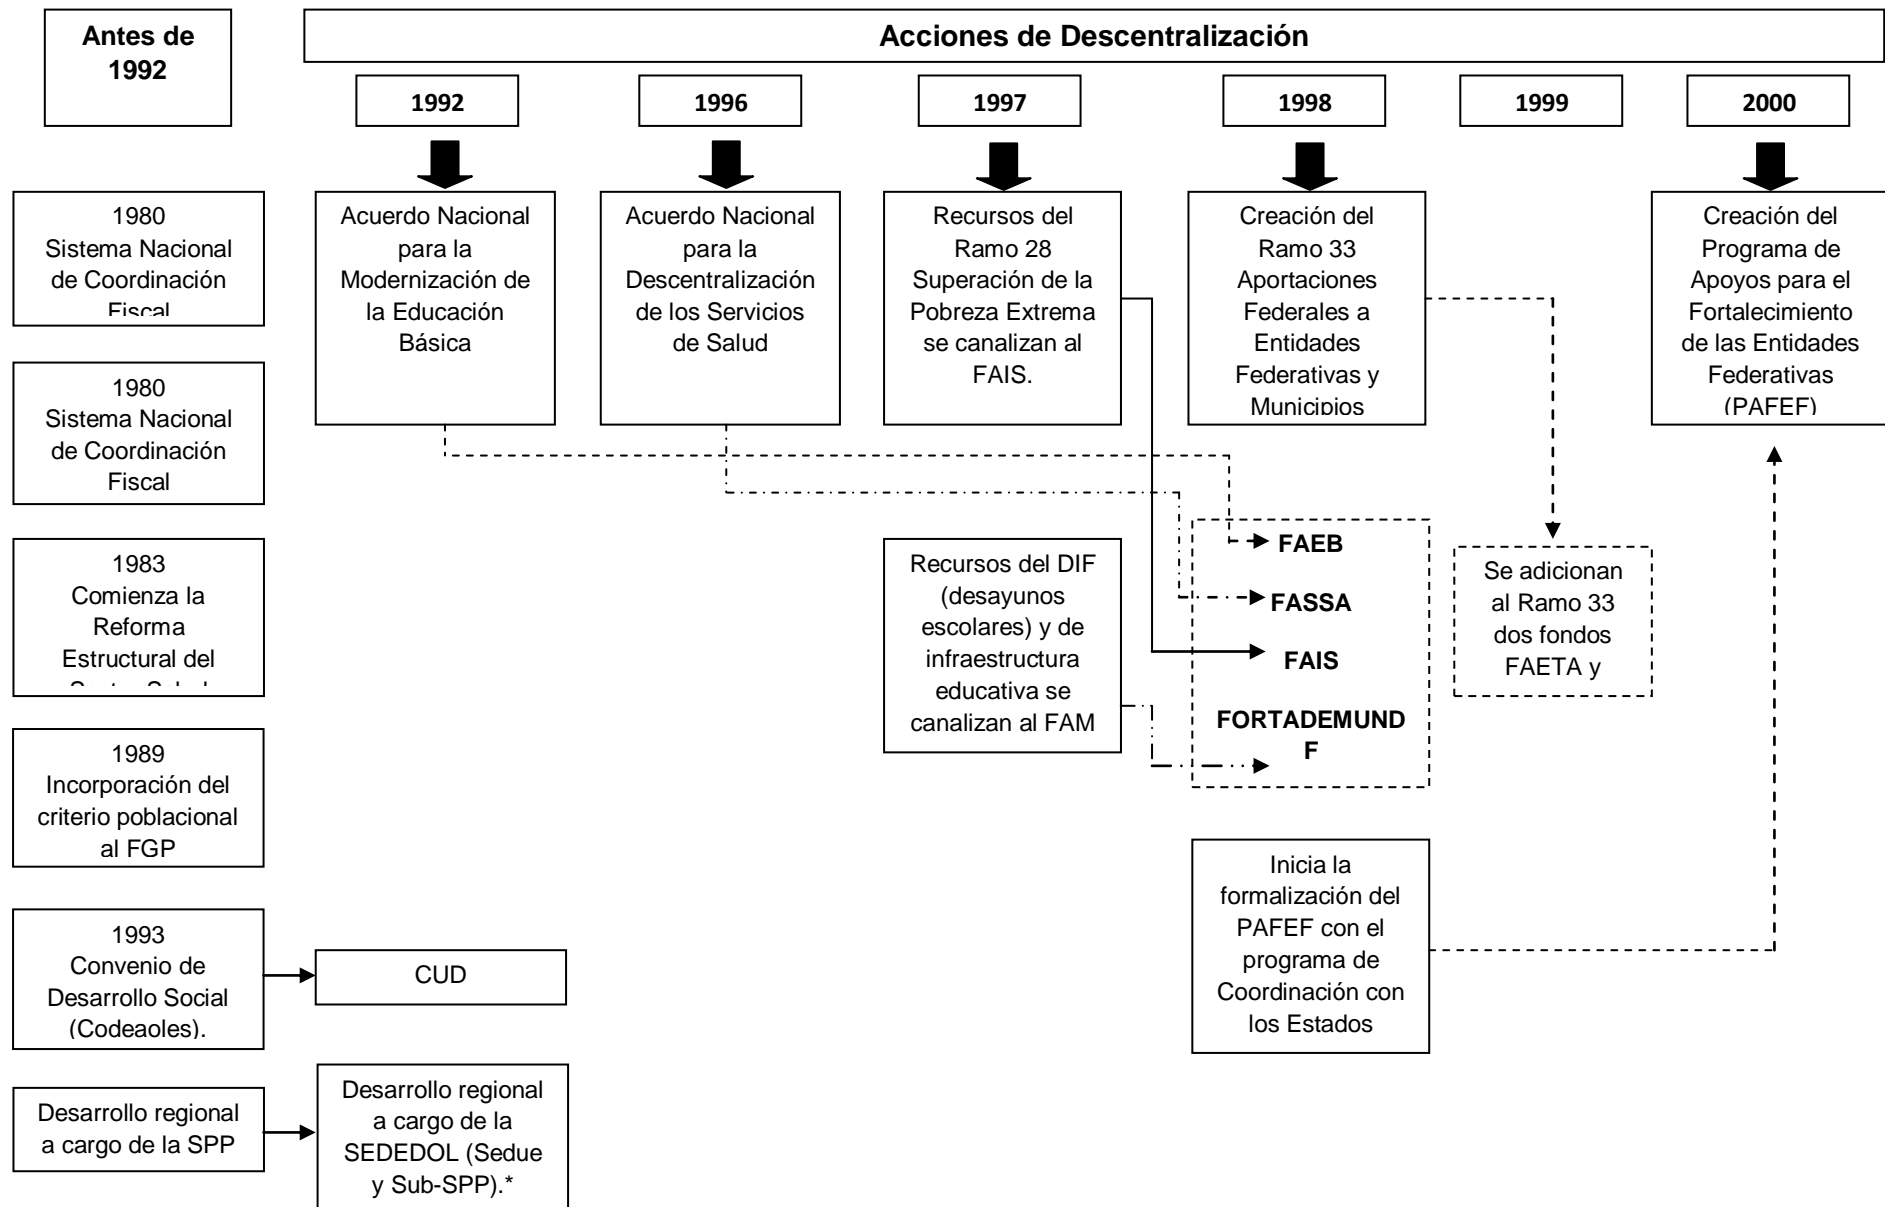 Antes de
1992
Acciones de Descentralización
1992
1996
1997
1998
1999
2000
1980
Sistema Nacional
de Coordinación
Fiscal
1980
Sistema Nacional
de Coordinación
Fiscal
1983
Comienza la
Reforma
Estructural del
1989
Incorporación del
criterio poblacional
al FGP
1993
Convenio de
Desarrollo Social
(Codeaoles).
Desarrollo regional
a cargo de la SPP
Acuerdo Nacional
para la
Modernización de
la Educación
Básica
CUD
Desarrollo regional
a cargo de la
SEDEDOL (Sedue
y Sub-SPP).*
Acuerdo Nacional
para la
Descentralización
de los Servicios
de Salud
Recursos del
Ramo 28
Superación de la
Pobreza Extrema
se canalizan al
FAIS.
Recursos del DIF
(desayunos
escolares) y de
infraestructura
educativa se
canalizan al FAM
Creación del
Ramo 33
Aportaciones
Federales a
Entidades
Federativas y
Municipios
FAEB
FASSA
FAIS
FORTADEMUND
F
Inicia la
formalización del
PAFEF con el
programa de
Coordinación con
los Estados
Se adicionan
al Ramo 33
dos fondos
FAETA y
Creación del
Programa de
Apoyos para el
Fortalecimiento
de las Entidades
Federativas
(PAFEF)